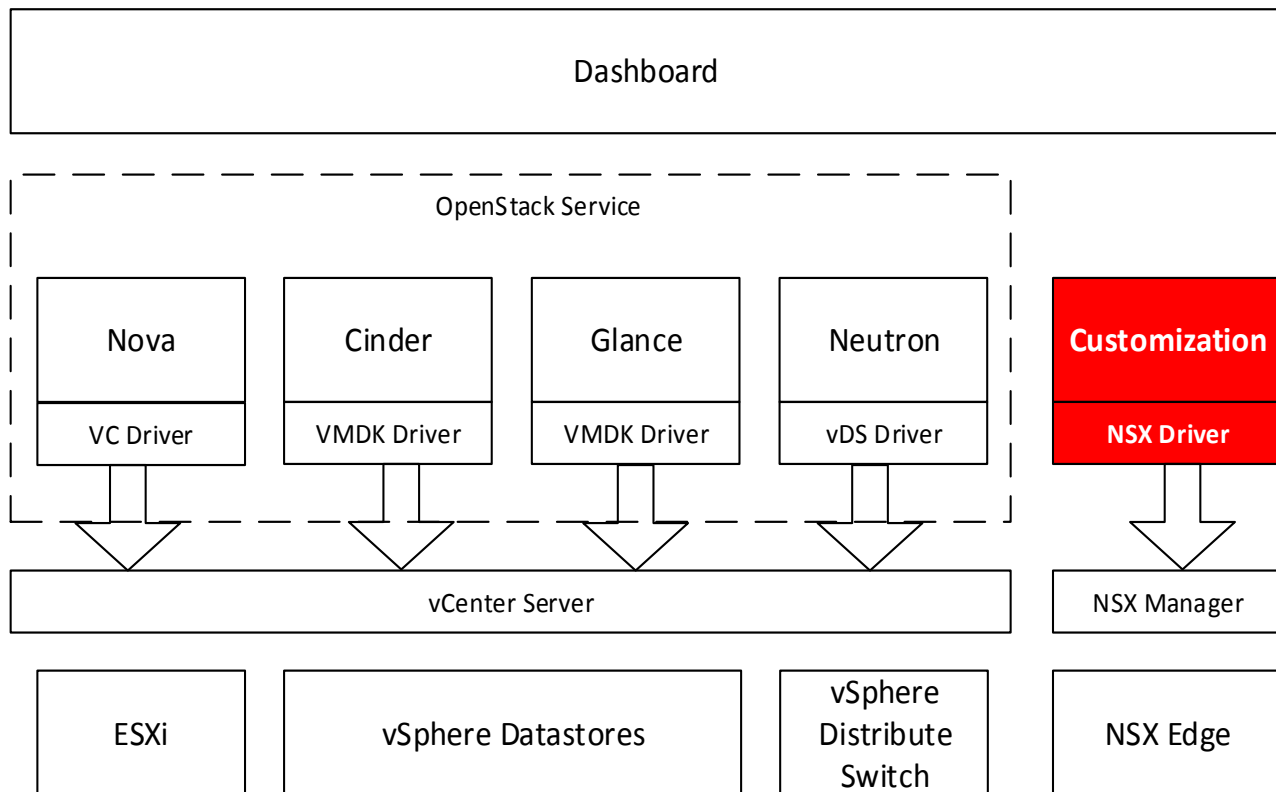 Dashboard
OpenStack Service
Nova
Cinder
Glance
Neutron
Customization
VC Driver
VMDK Driver
VMDK Driver
vDS Driver
NSX Driver
vCenter Server
NSX Manager
ESXi
vSphere Datastores
vSphere
Distribute
Switch
NSX Edge